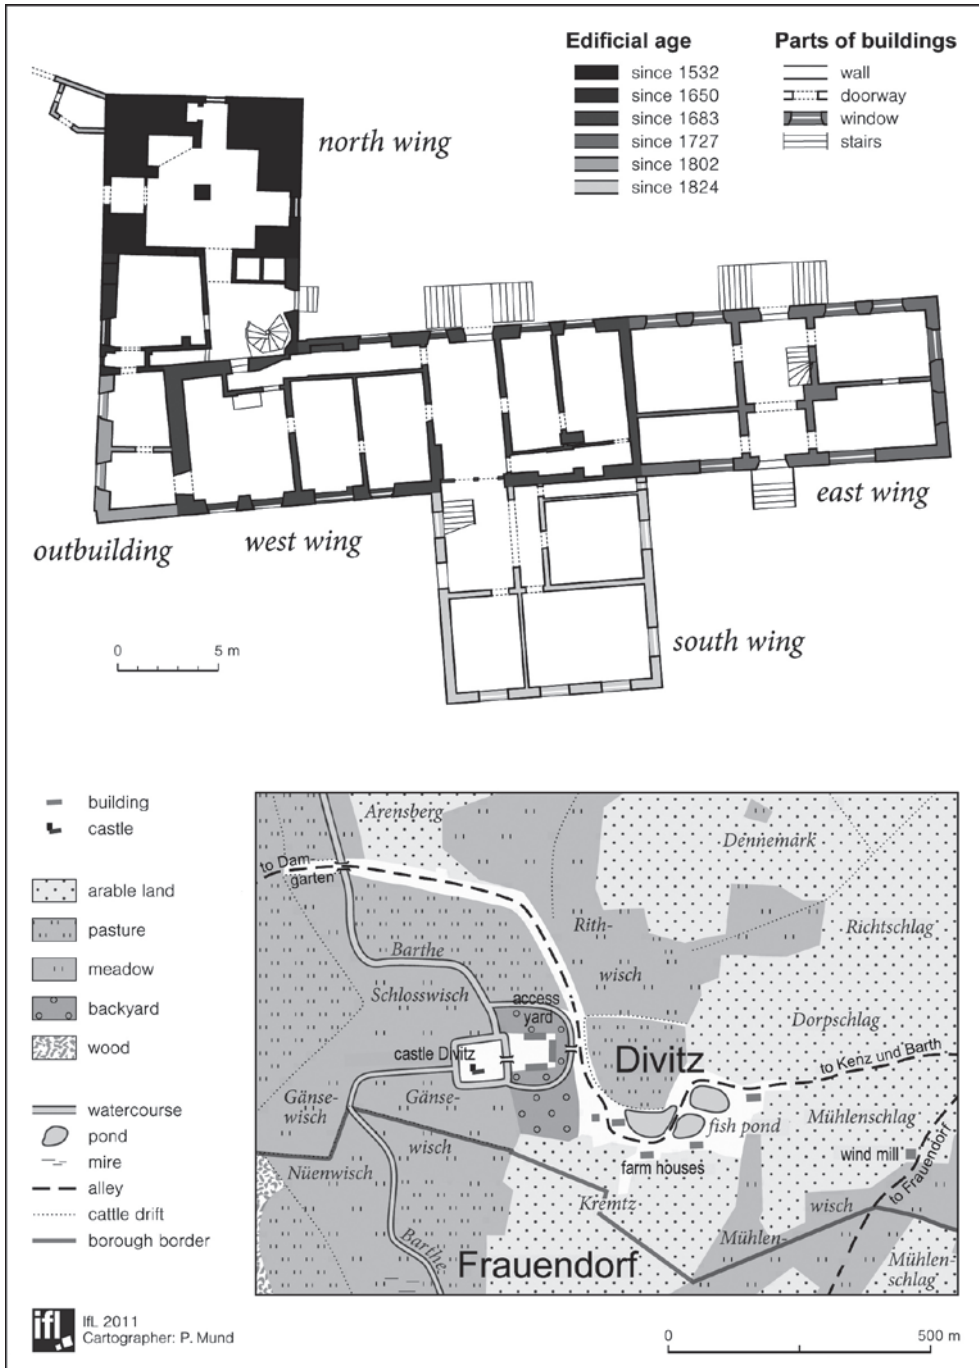 Edificial age
since 1532
since 1650
since 1683
since 1727
since 1802
since 1824
Parts of buildings
wall
doorway
window
stairs
north wing
east wing
outbuilding
west wing
south wing
0 5 m
building
castle
arable land
pasture
meadow
backyard
wood
watercourse
pond
mire
alley
cattle drift
borough border
Arensberg
to Dam-
garten
Dennemark
Richtschlag
Rith-
wisch
Barthe
Schlosswisch
access
yard
Dorpschlag
castle Divitz
Divitz
to Kenz und Barth
Gänse-
wisch
Gänse-
wisch
fish pond
Mühlenschlag
wind mill
to Frauendorf
Nüenwisch
farm houses
Kremtz
wisch
Mühlen-
Barthe
Frauendorf
Mühlen-
schlag
ifl
IfL 2011
Cartographer: P. Mund
0 500 m